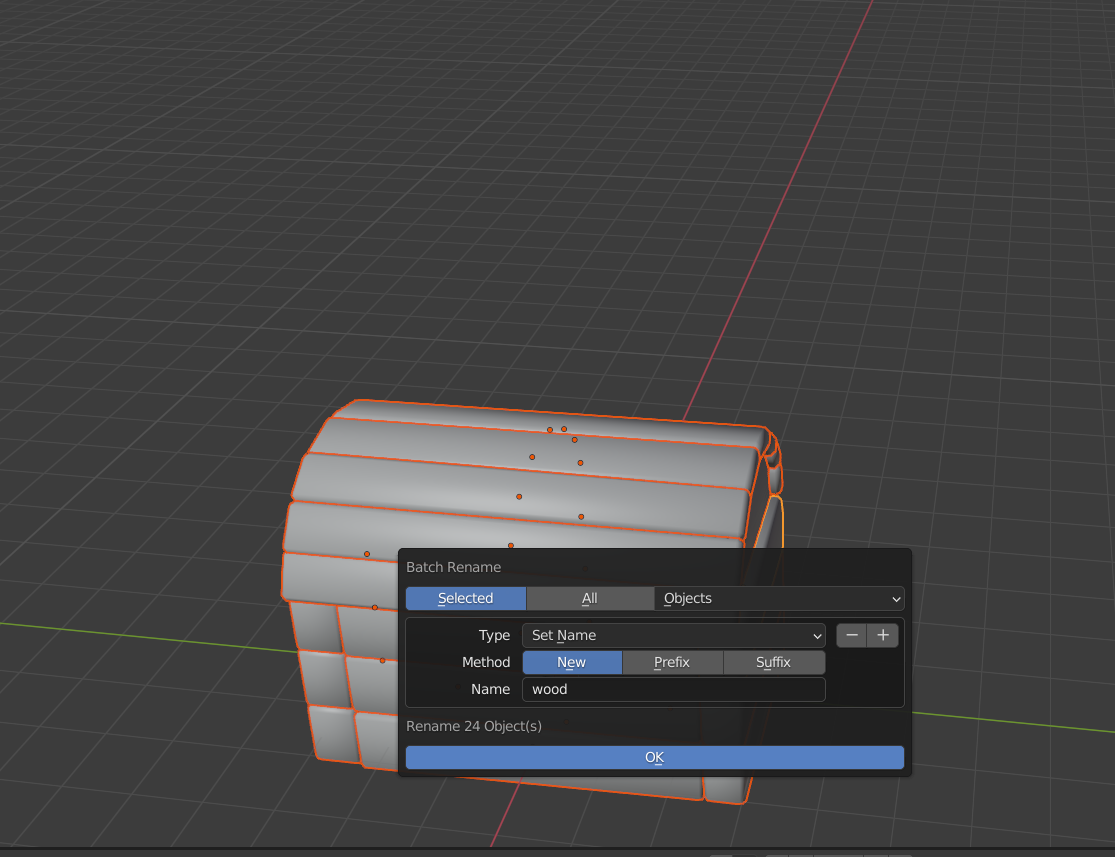 Batch Rename
Selected All Objects
Type Set Name
Method New Prefix Suffix
Name wood
Rename 24 Object(s)
OK